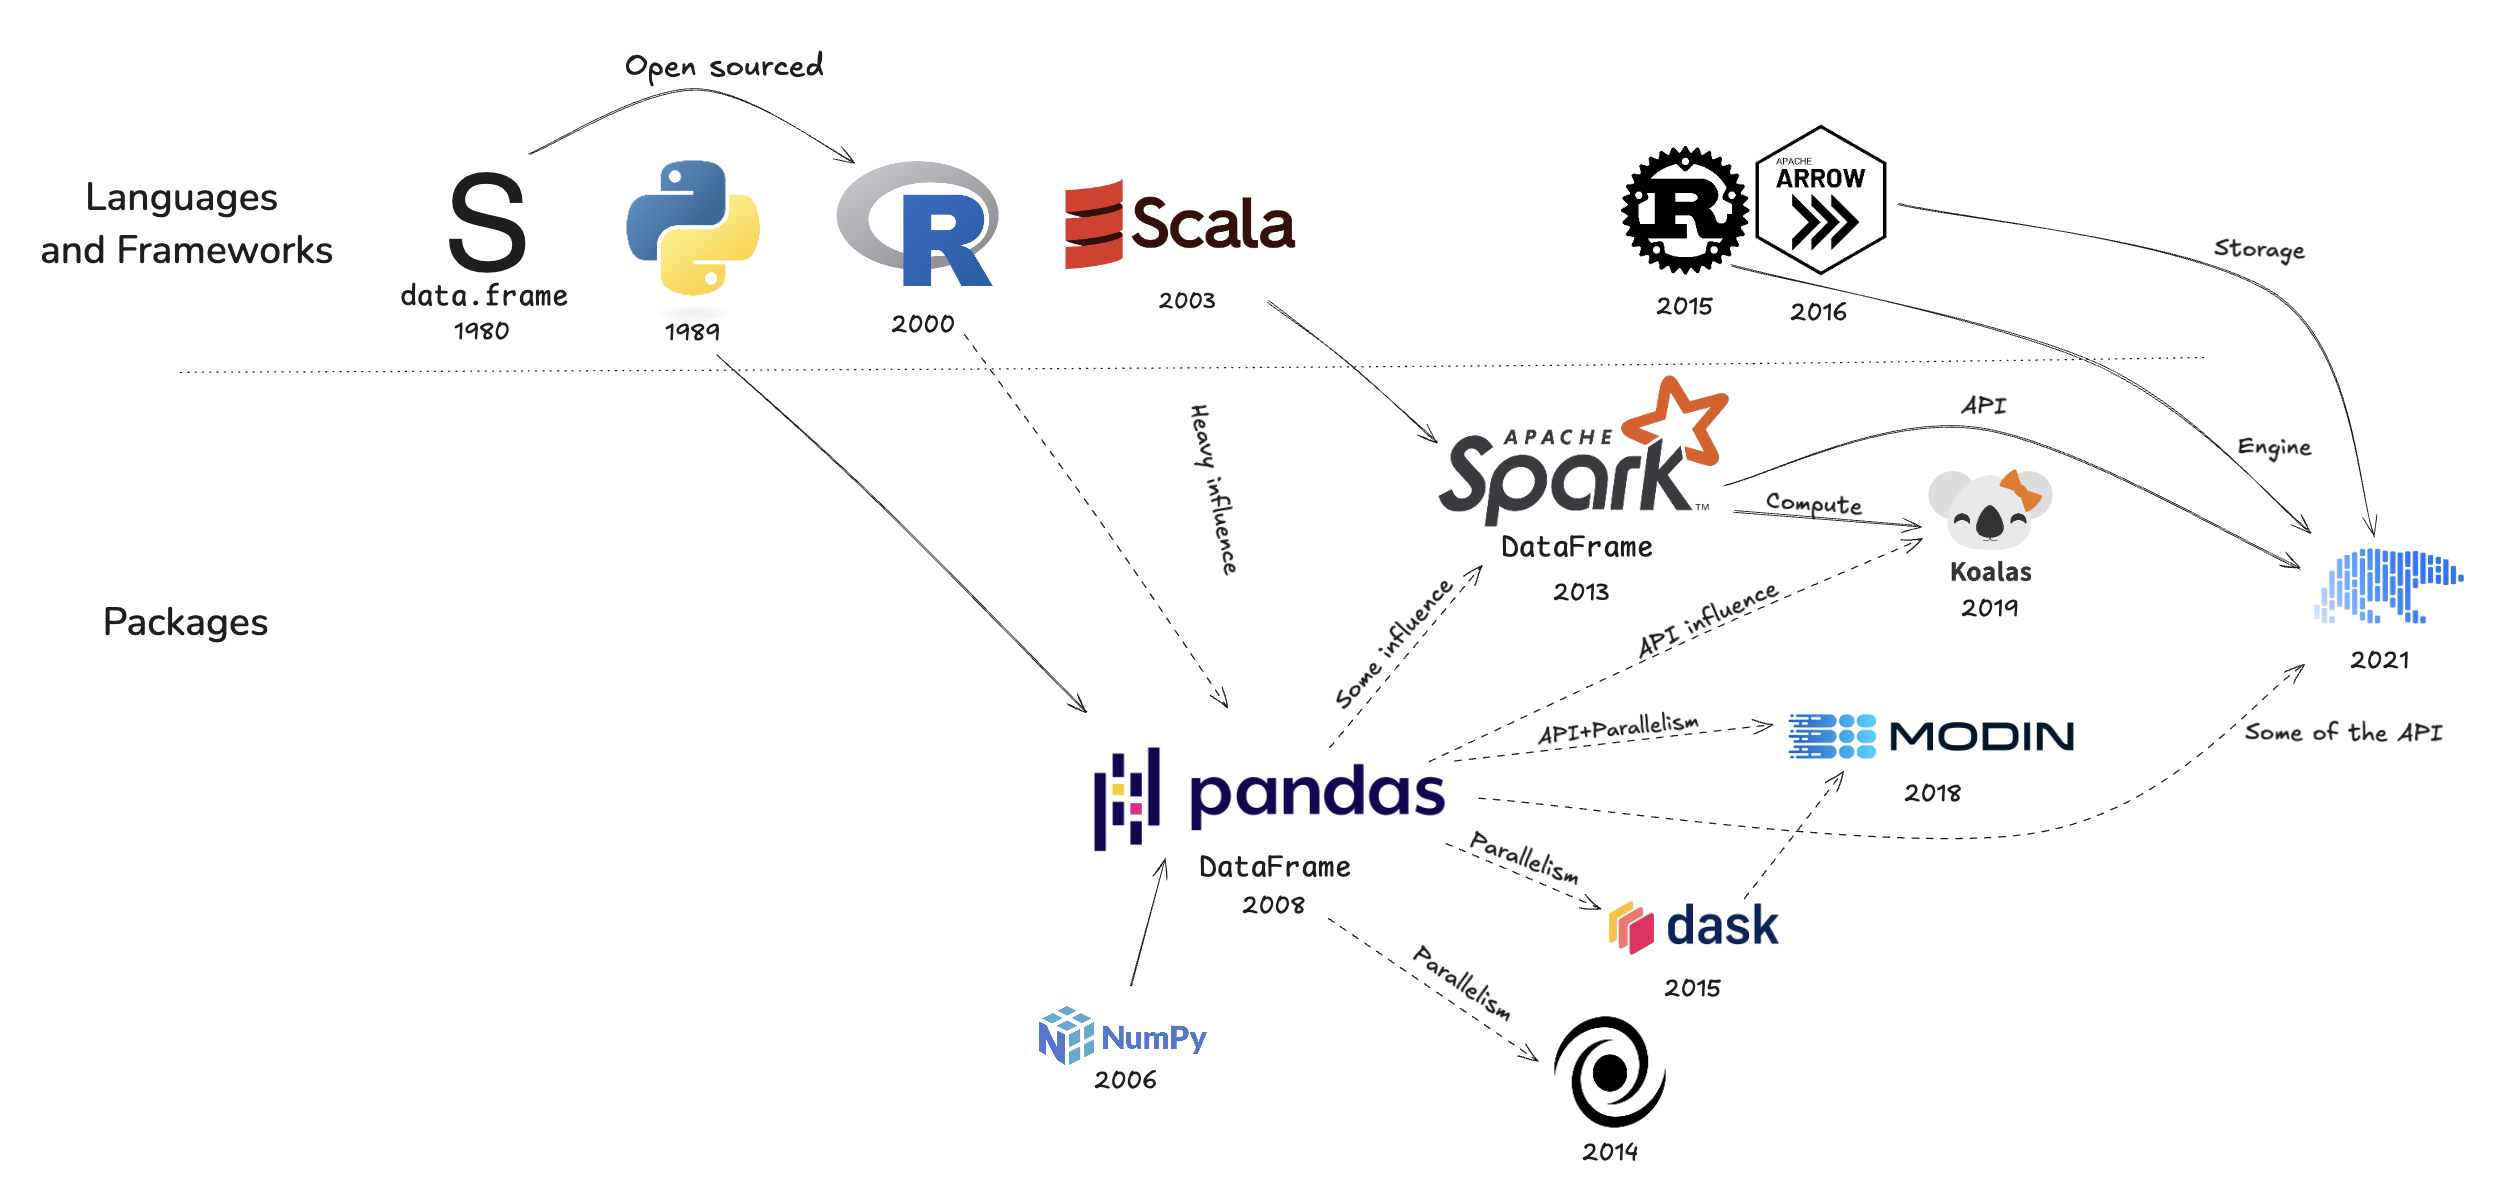 Open sourced
Languages
and Frameworks
S
data.frame
1980
1989
R
2000
Scala
2003
R
2015
APACHE
ARROW
2016
Storage
Heavy influence
APACHE
Spark™
DataFrame
2013
API
Engine
Compute
Koalas
2019
2021
Packages
Some influence
API influence
API+Parallelism
MODIN
2018
Some of the API
pandas
DataFrame
2008
Parallelism
dask
2015
Parallelism
NumPy
2006
2014